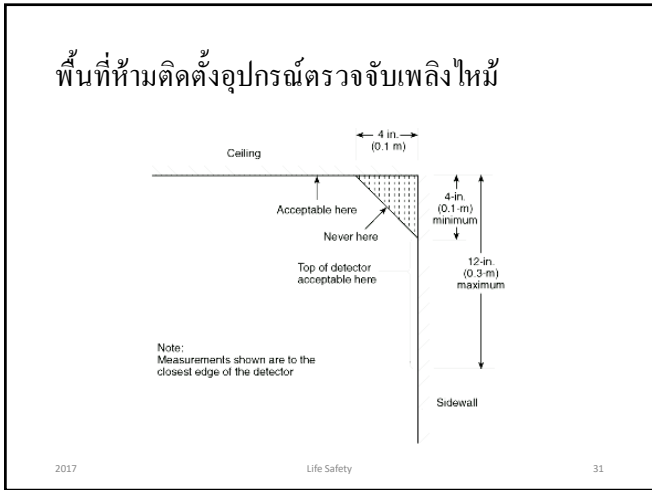 พื้นที่ห้ามติดตั้งอุปกรณ์ตรวจจับเพลิงไหม้
4 in.
(0.1 m)
Ceiling
Acceptable here
Never here
4-in.
(0.1-m)
minimum
Top of detector
acceptable here
12-in.
(0.3-m)
maximum
Note:
Measurements shown are to the
closest edge of the detector
Sidewall
2017
Life Safety
31